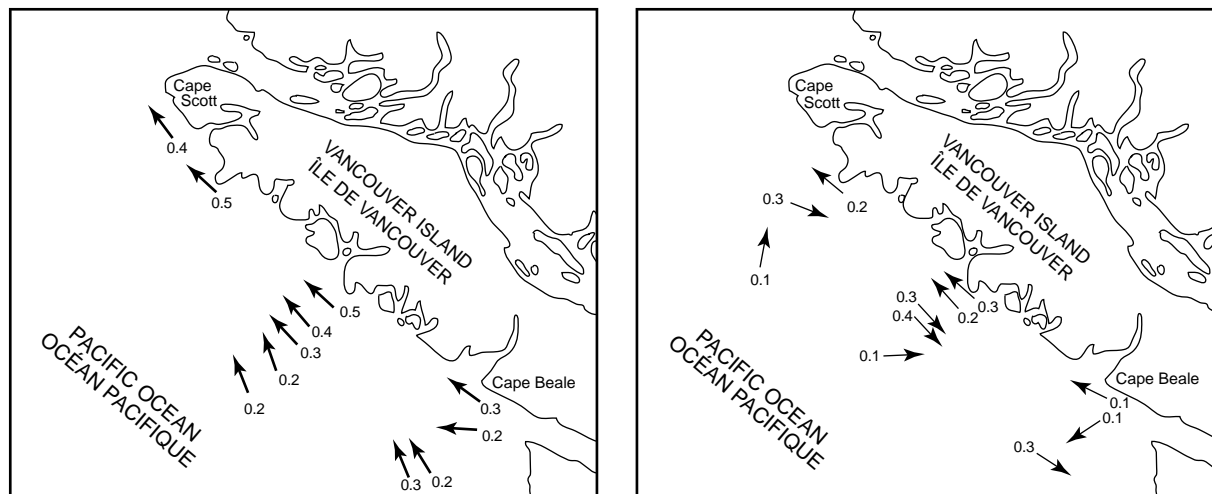 Cape
Scott
0.4
0.5
VANCOUVER ISLAND
ÎLE DE VANCOUVER
0.5
0.4
0.3
0.2
0.2
PACIFIC OCEAN
OCÉAN PACIFIQUE
Cape Beale
0.3
0.2
0.2
0.3
Cape
Scott
0.3
0.2
0.1
VANCOUVER ISLAND
ÎLE DE VANCOUVER
0.3
0.3
0.4
0.2
0.1
PACIFIC OCEAN
OCÉAN PACIFIQUE
Cape Beale
0.1
0.1
0.3